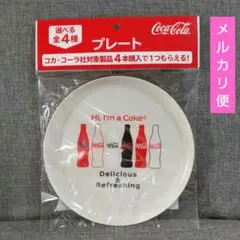 選べる
全4種
プレート
Coca-Cola
コカ・コーラ社対象製品4本購入で1つもらえる!
メルカリ便
Hi, I'm a Coke®
Delicious
&
Refreshing